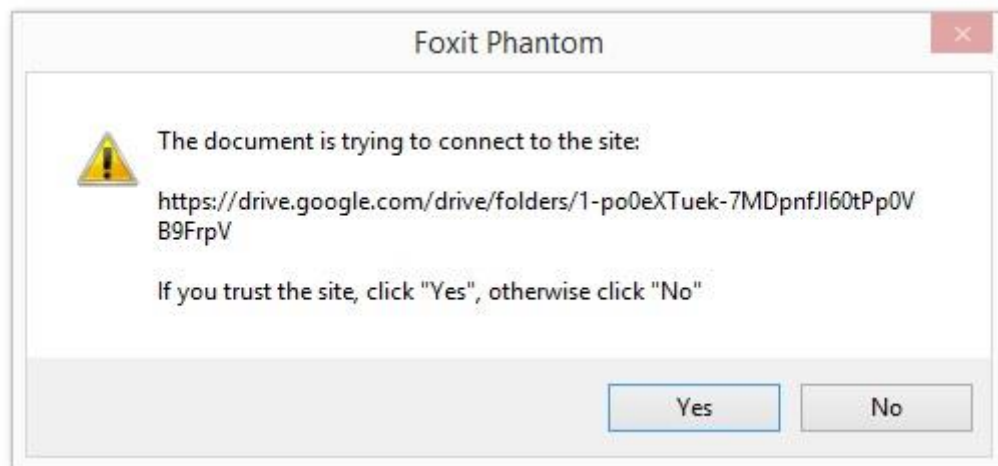 Foxit Phantom
The document is trying to connect to the site:
https://drive.google.com/drive/folders/1-po0eXTuek-7MDpnfJl60tPp0V
B9FrpV
If you trust the site, click "Yes", otherwise click "No"
Yes
No